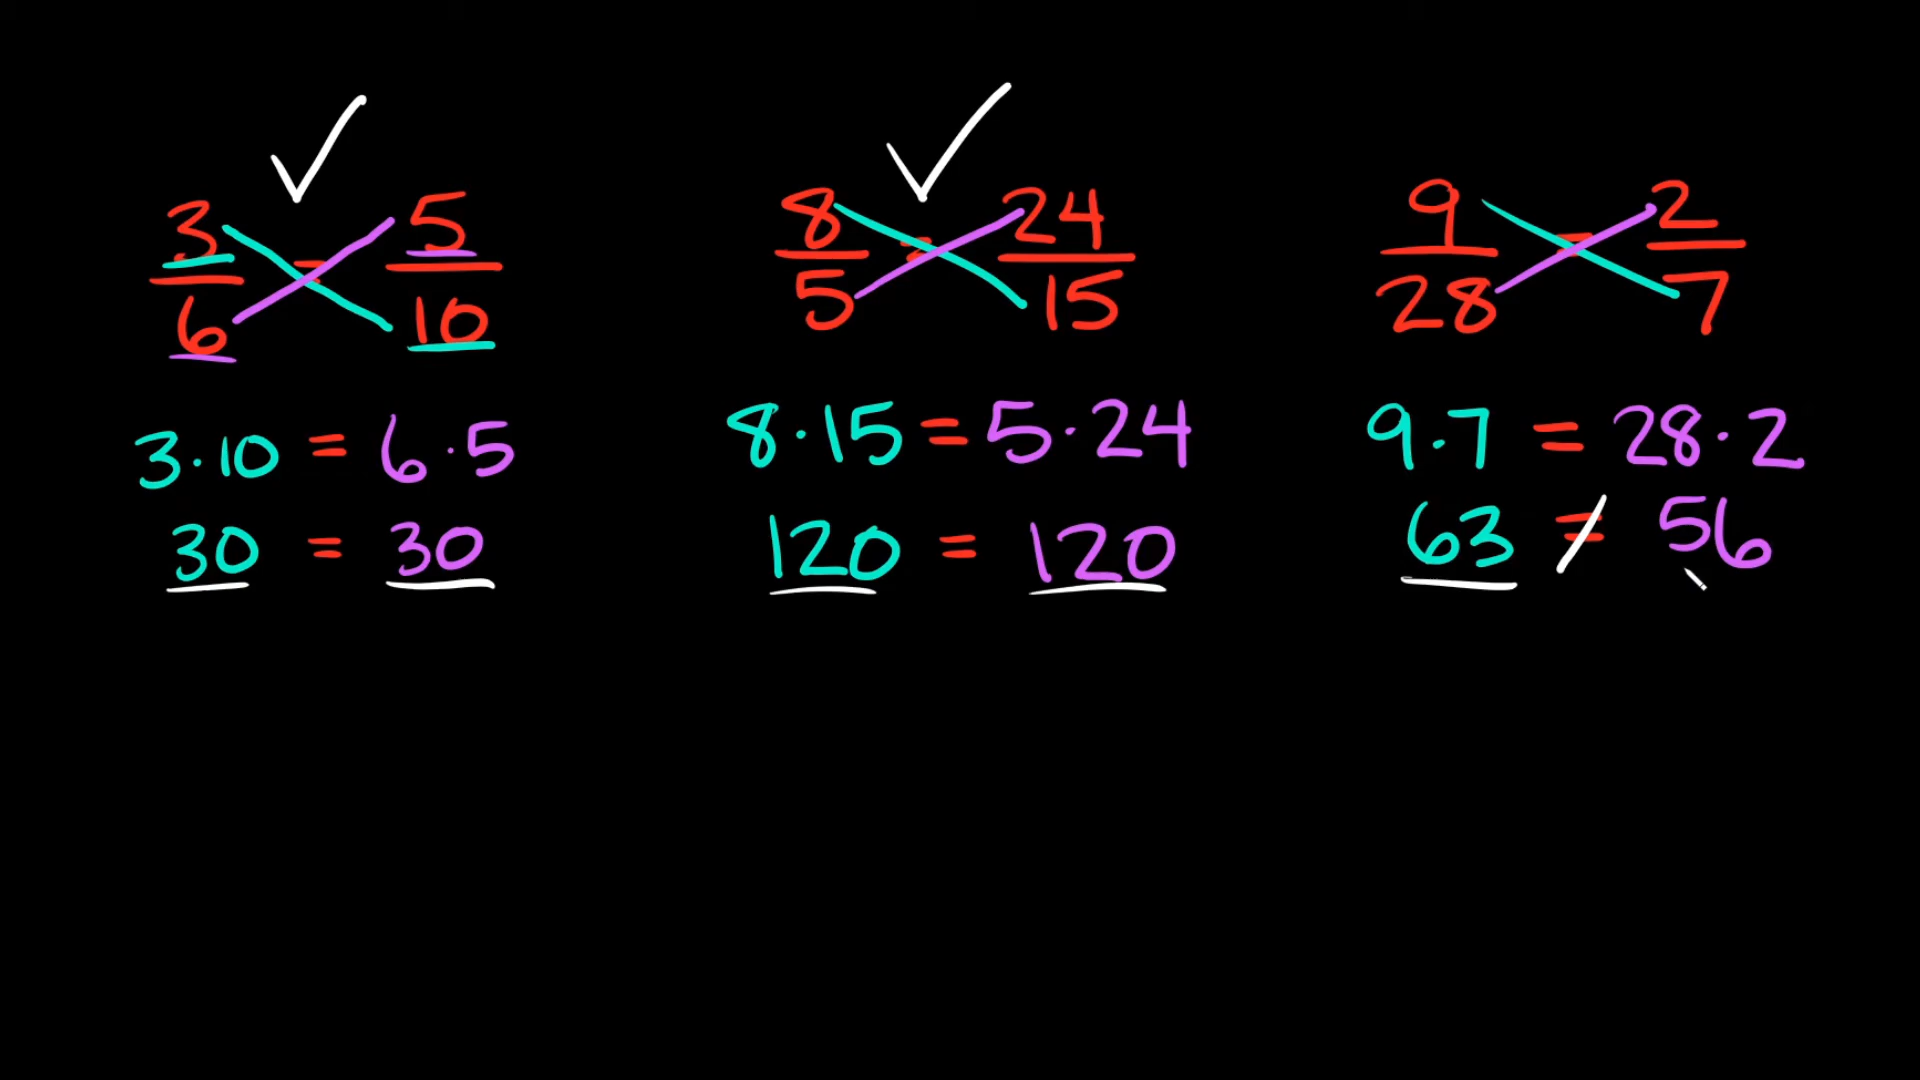 3/6 = 5/10
3·10 = 6·5
30 = 30
8/5 = 24/15
8·15 = 5·24
120 = 120
9/28 = 2/7
9·7 = 28·2
63 ≠ 56